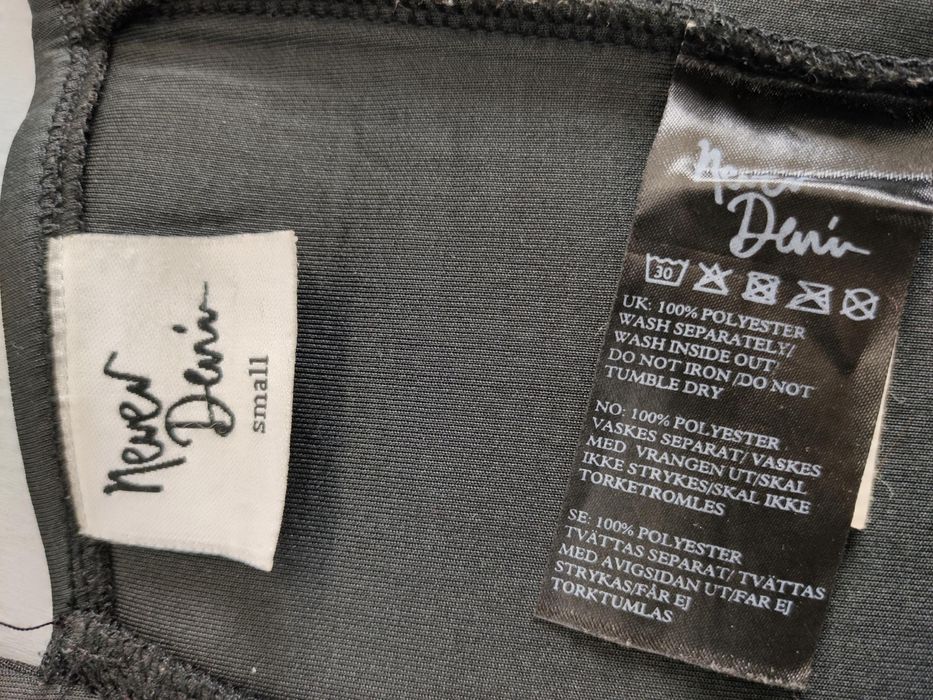 Never
Denim
small
Never
Denim
30
UK: 100% POLYESTER
WASH SEPARATELY/
WASH INSIDE OUT/
DO NOT IRON /DO NOT
TUMBLE DRY
NO: 100% POLYESTER
VASKES SEPARAT/ VASKES
MED VRANGEN UT/SKAL
IKKE STRYKES/SKAL IKKE
TORKETROMLES
SE: 100% POLYESTER
TVÄTTAS SEPARAT/ TVÄTTAS
MED AVIGSIDAN UT/FAR EJ
STRYKAS/FÅR EJ
TORKTUMLAS